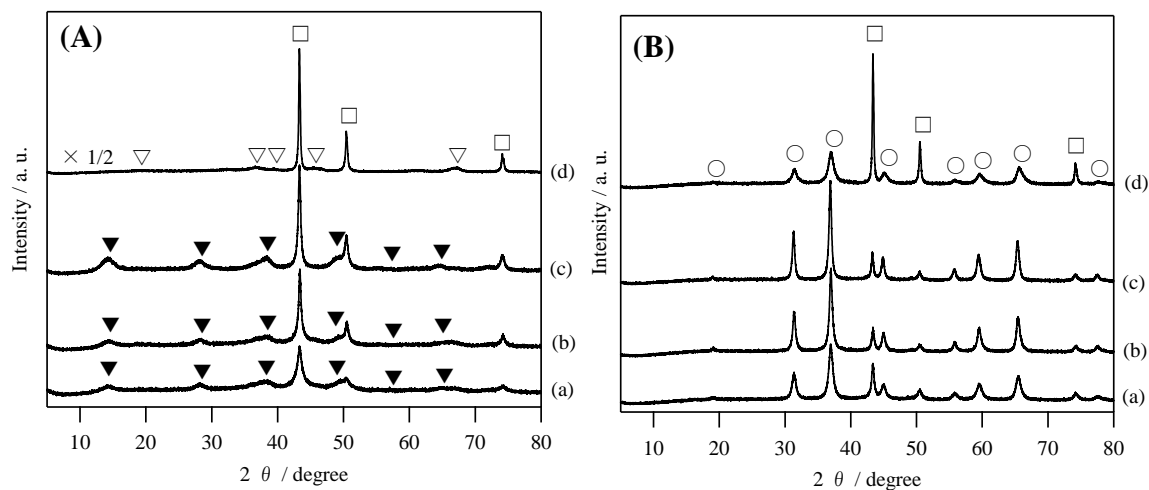 (A)
× 1/2
(d)
(c)
(b)
(a)
Intensity / a. u.
10 20 30 40 50 60 70 80
2 θ / degree
(B)
(d)
(c)
(b)
(a)
Intensity / a. u.
10 20 30 40 50 60 70 80
2 θ / degree